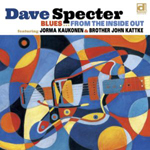 Dave Specter
BLUES FROM THE INSIDE OUT
featuring JORMA KAUKONEN & BROTHER JOHN KATTKE